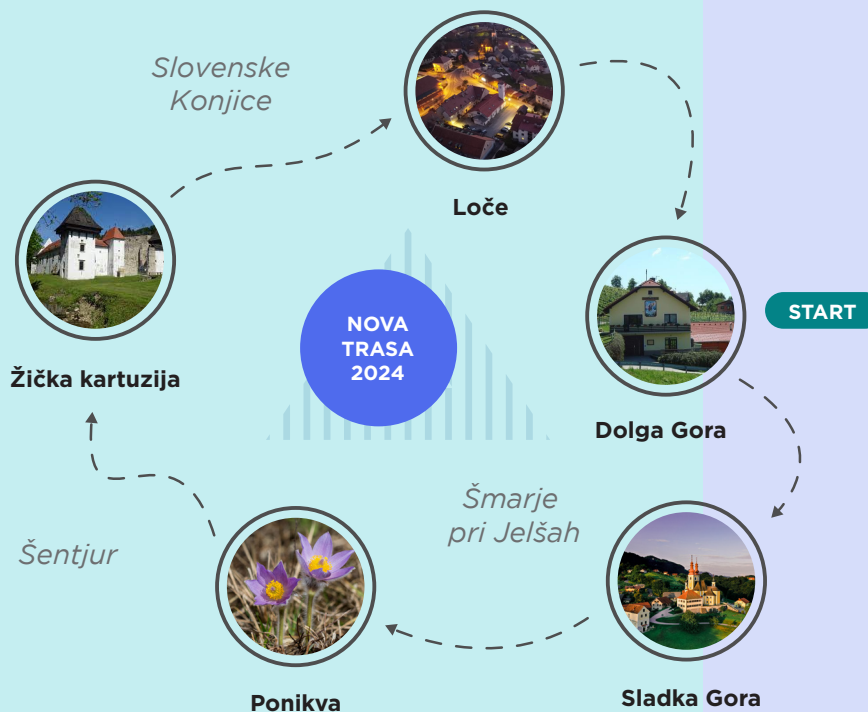 Slovenske
Konjice
Loče
START
NOVA
TRASA
2024
Žička kartuzija
Dolga Gora
Šmarje
pri Jelšah
Šentjur
Ponikva
Sladka Gora